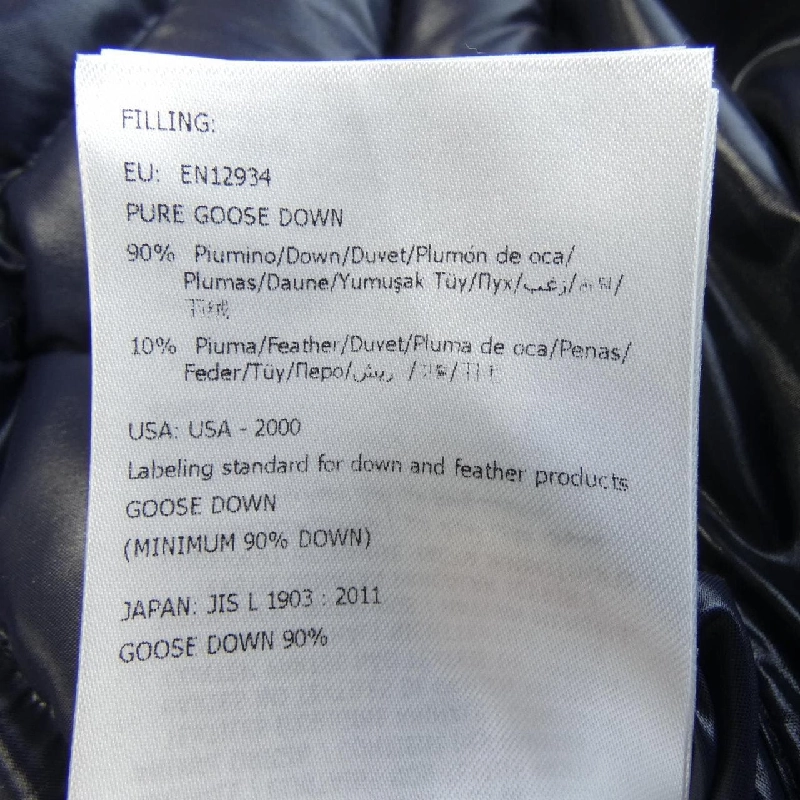 FILLING:
EU: EN12934
PURE GOOSE DOWN
90% Piumino/Down/Duvet/Plumón de oca/
Plumas/Daune/Yumuşak Tüy/Пух/زغب/
10% Piuma/Feather/Duvet/Pluma de oca/Penas/
Feder/Tüy/Перо/ريش /
USA: USA - 2000
Labeling standard for down and feather products
GOOSE DOWN
(MINIMUM 90% DOWN)
JAPAN: JIS L 1903 : 2011
GOOSE DOWN 90%